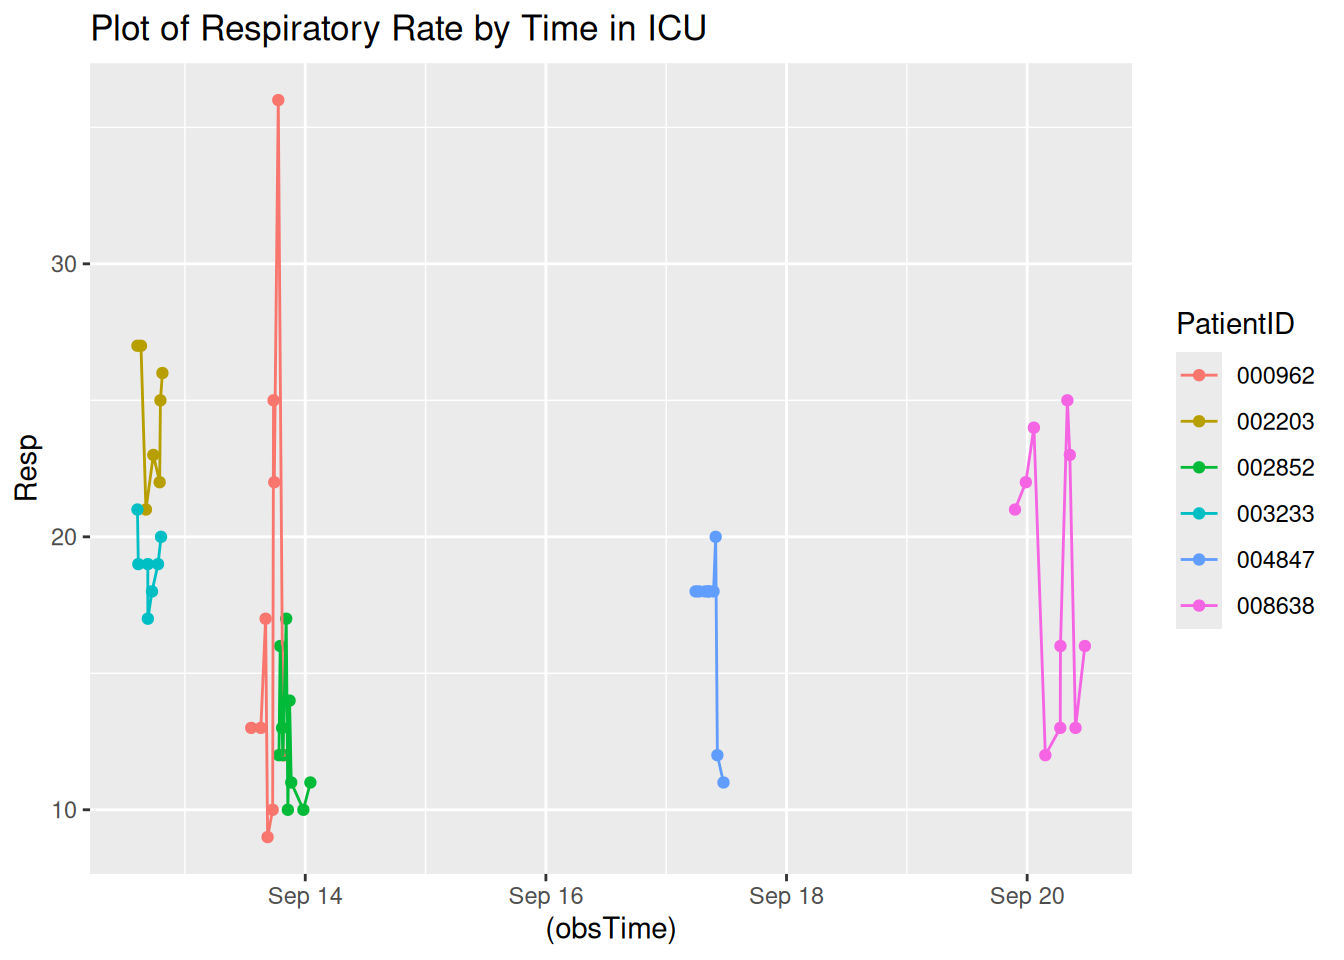 Plot of Respiratory Rate by Time in ICU
Resp
30
20
10
Sep 14
Sep 16
Sep 18
Sep 20
(obsTime)
PatientID
000962
002203
002852
003233
004847
008638